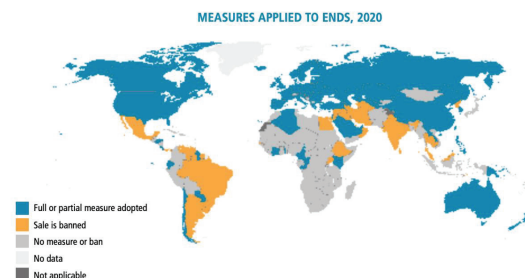 MEASURES APPLIED TO ENDS, 2020
Full or partial measure adopted
Sale is banned
No measure or ban
No data
Not applicable